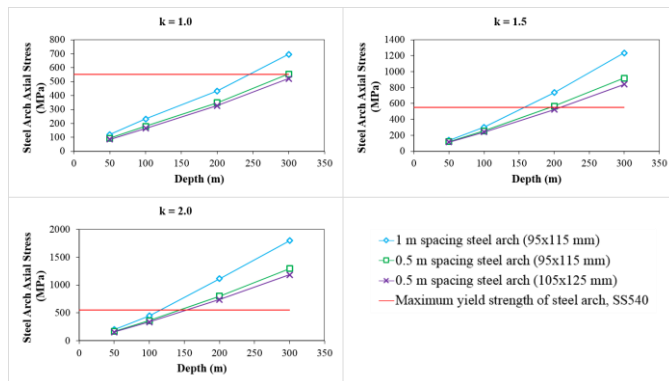 k = 1.0
Steel Arch Axial Stress
(MPa)
800
700
600
500
400
300
200
100
0
0
50
100
150
200
250
300
350
Depth (m)
k = 1.5
Steel Arch Axial Stress
(MPa)
1400
1200
1000
800
600
400
200
0
0
50
100
150
200
250
300
350
Depth (m)
k = 2.0
Steel Arch Axial Stress
(MPa)
2000
1500
1000
500
0
0
50
100
150
200
250
300
350
Depth (m)
1 m spacing steel arch (95x115 mm)
0.5 m spacing steel arch (95x115 mm)
0.5 m spacing steel arch (105x125 mm)
Maximum yield strength of steel arch, SS540